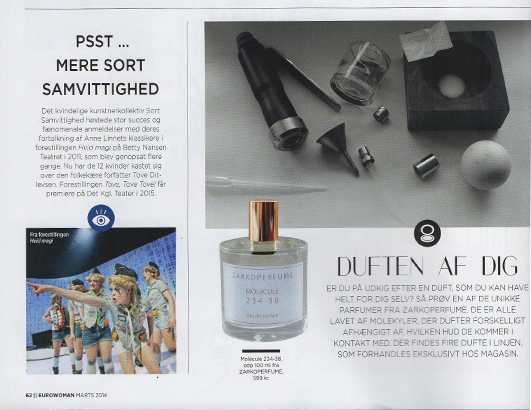 PSST ...
MERE SORT
SAMVITTIGHED
Det kvindelige kunstnerkollektiv Sort
Samvittighed høstede stor succes og
fænomenale anmeldelser med deres
fortolkning af Anne Linnets klassikere i
forestillingen Hvid magi på Betty Nansen
Teatret i 2011, som blev genopsat flere
gange. Nu har de 12 kvinder kastet sig
over den folkekære forfatter Tove Dit-
levsen. Forestillingen Tove, Tove Tove! får
premiere på Det Kgl. Teater i 2015.
Fra forestillingen
Hvid magi
62 || EUROWOMAN MARTS 2014
ZARKOPERFUME
MOLéCULE
234·38
eau de parfum
Molécule 234-38,
edp 100 ml fra
ZARKOPERFUME,
599 kr.
DUFTEN AF DIG
ER DU PÅ UDKIG EFTER EN DUFT, SOM DU KAN HAVE
HELT FOR DIG SELV? SÅ PRØV EN AF DE UNIKKE
PARFUMER FRA ZARKOPERFUME. DE ER ALLE
LAVET AF MOLEKYLER, DER DUFTER FORSKELLIGT
AFHÆNGIGT AF, HVILKEN HUD DE KOMMER I
KONTAKT MED. DER FINDES FIRE DUFTE I LINJEN,
SOM FORHANDLES EKSKLUSIVT HOS MAGASIN.